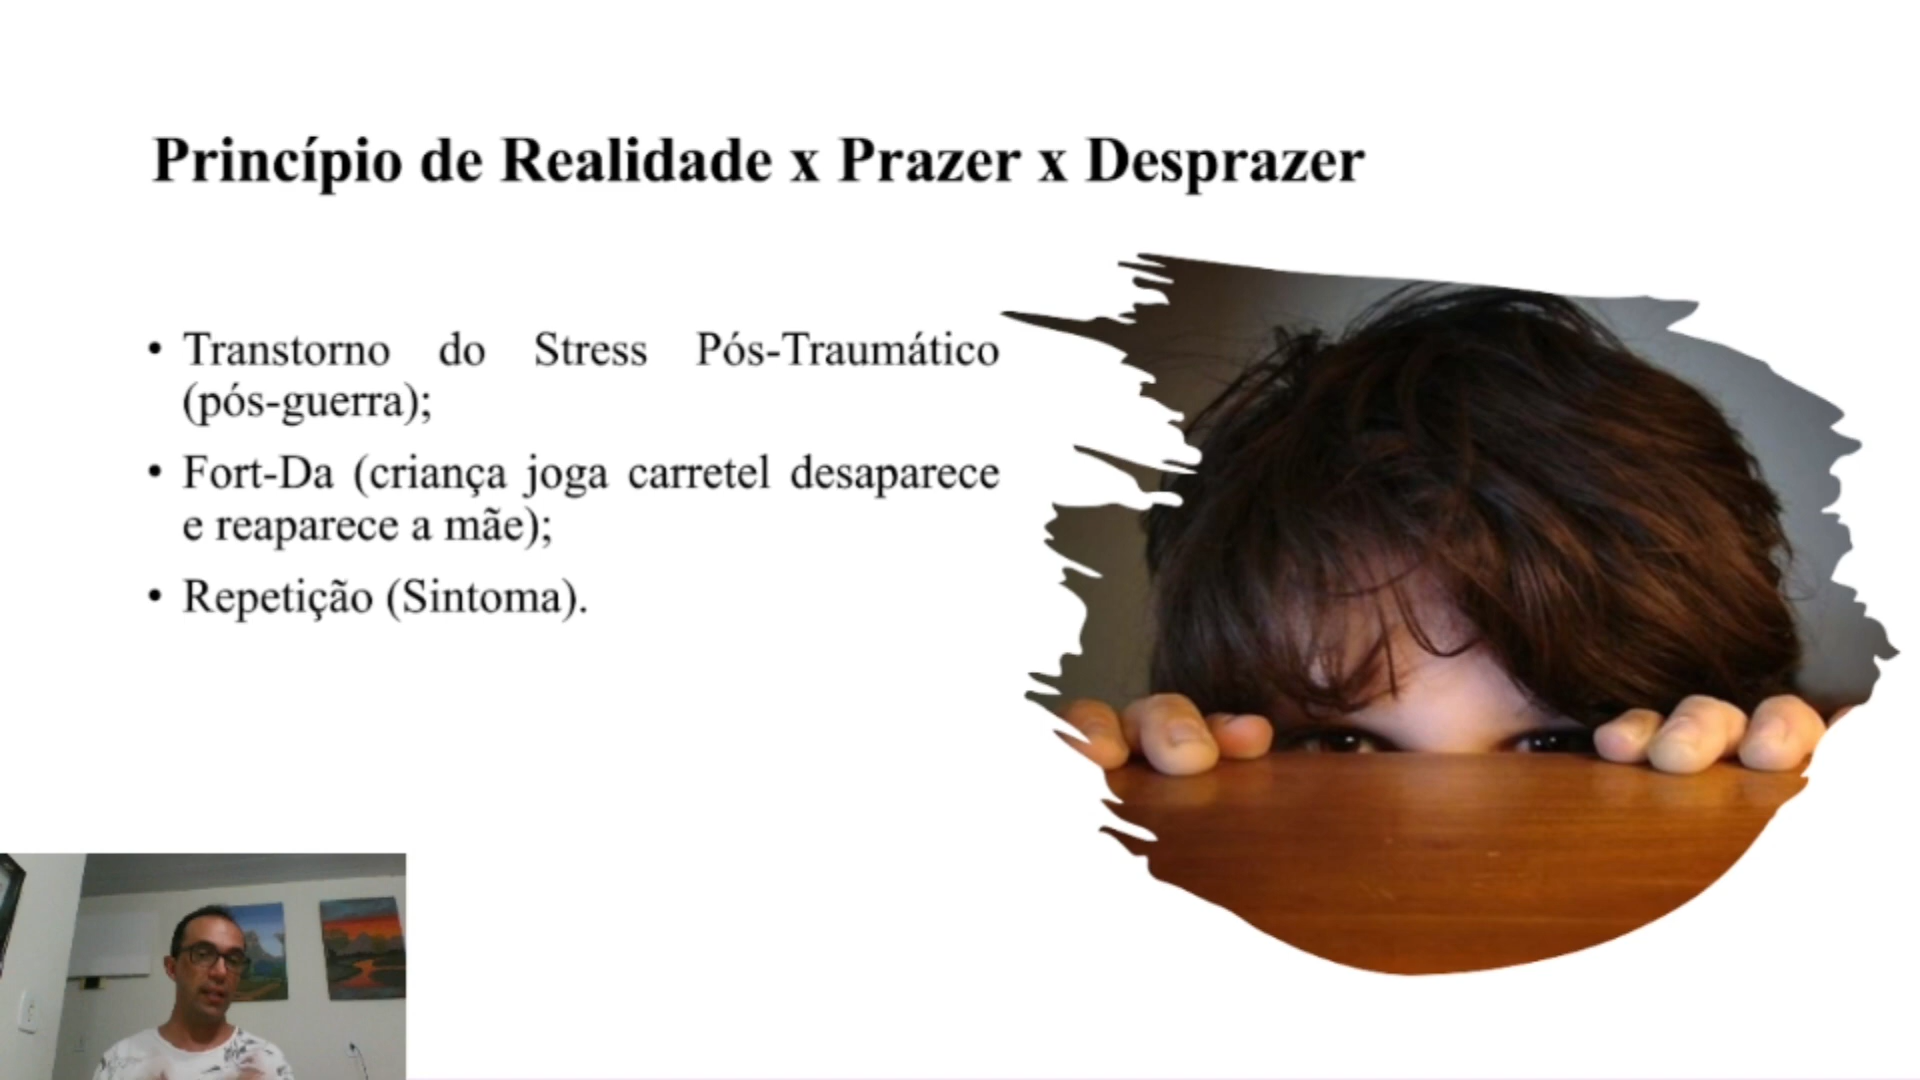 Princípio de Realidade x Prazer x Desprazer
• Transtorno do Stress Pós-Traumático
(pós-guerra);
• Fort-Da (criança joga carretel desaparece
e reaparece a mãe);
• Repetição (Sintoma).